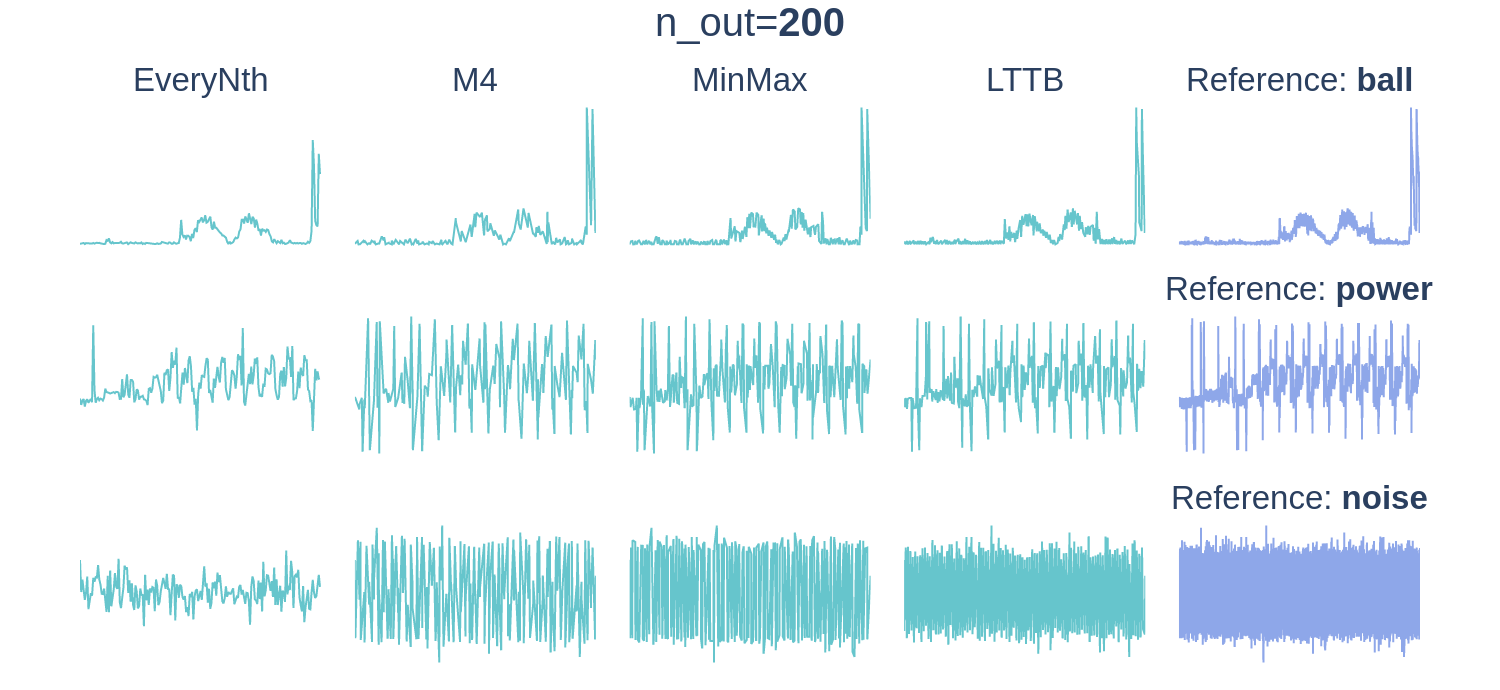 n_out=200
EveryNth
M4
MinMax
LTTB
Reference: ball
Reference: power
Reference: noise